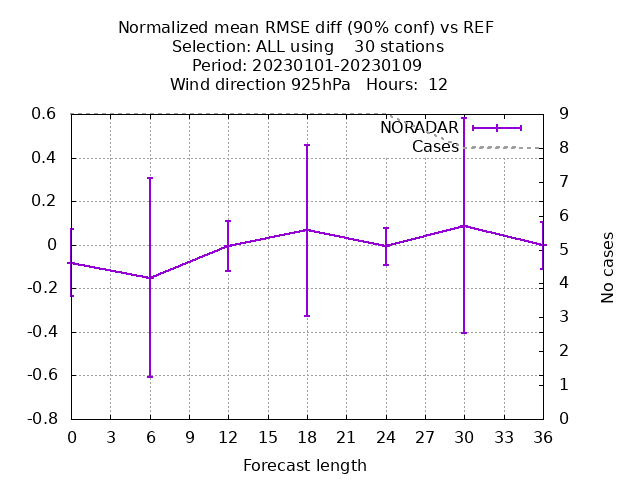 Normalized mean RMSE diff (90% conf) vs REF
Selection: ALL using    30 stations
Period: 20230101-20230109
Wind direction 925hPa   Hours:  12
0.6
0.4
0.2
0
-0.2
-0.4
-0.6
-0.8
NORADAR
Cases
9
8
7
6
5
4
3
2
1
0
No cases
0 3 6 9 12 15 18 21 24 27 30 33 36
Forecast length